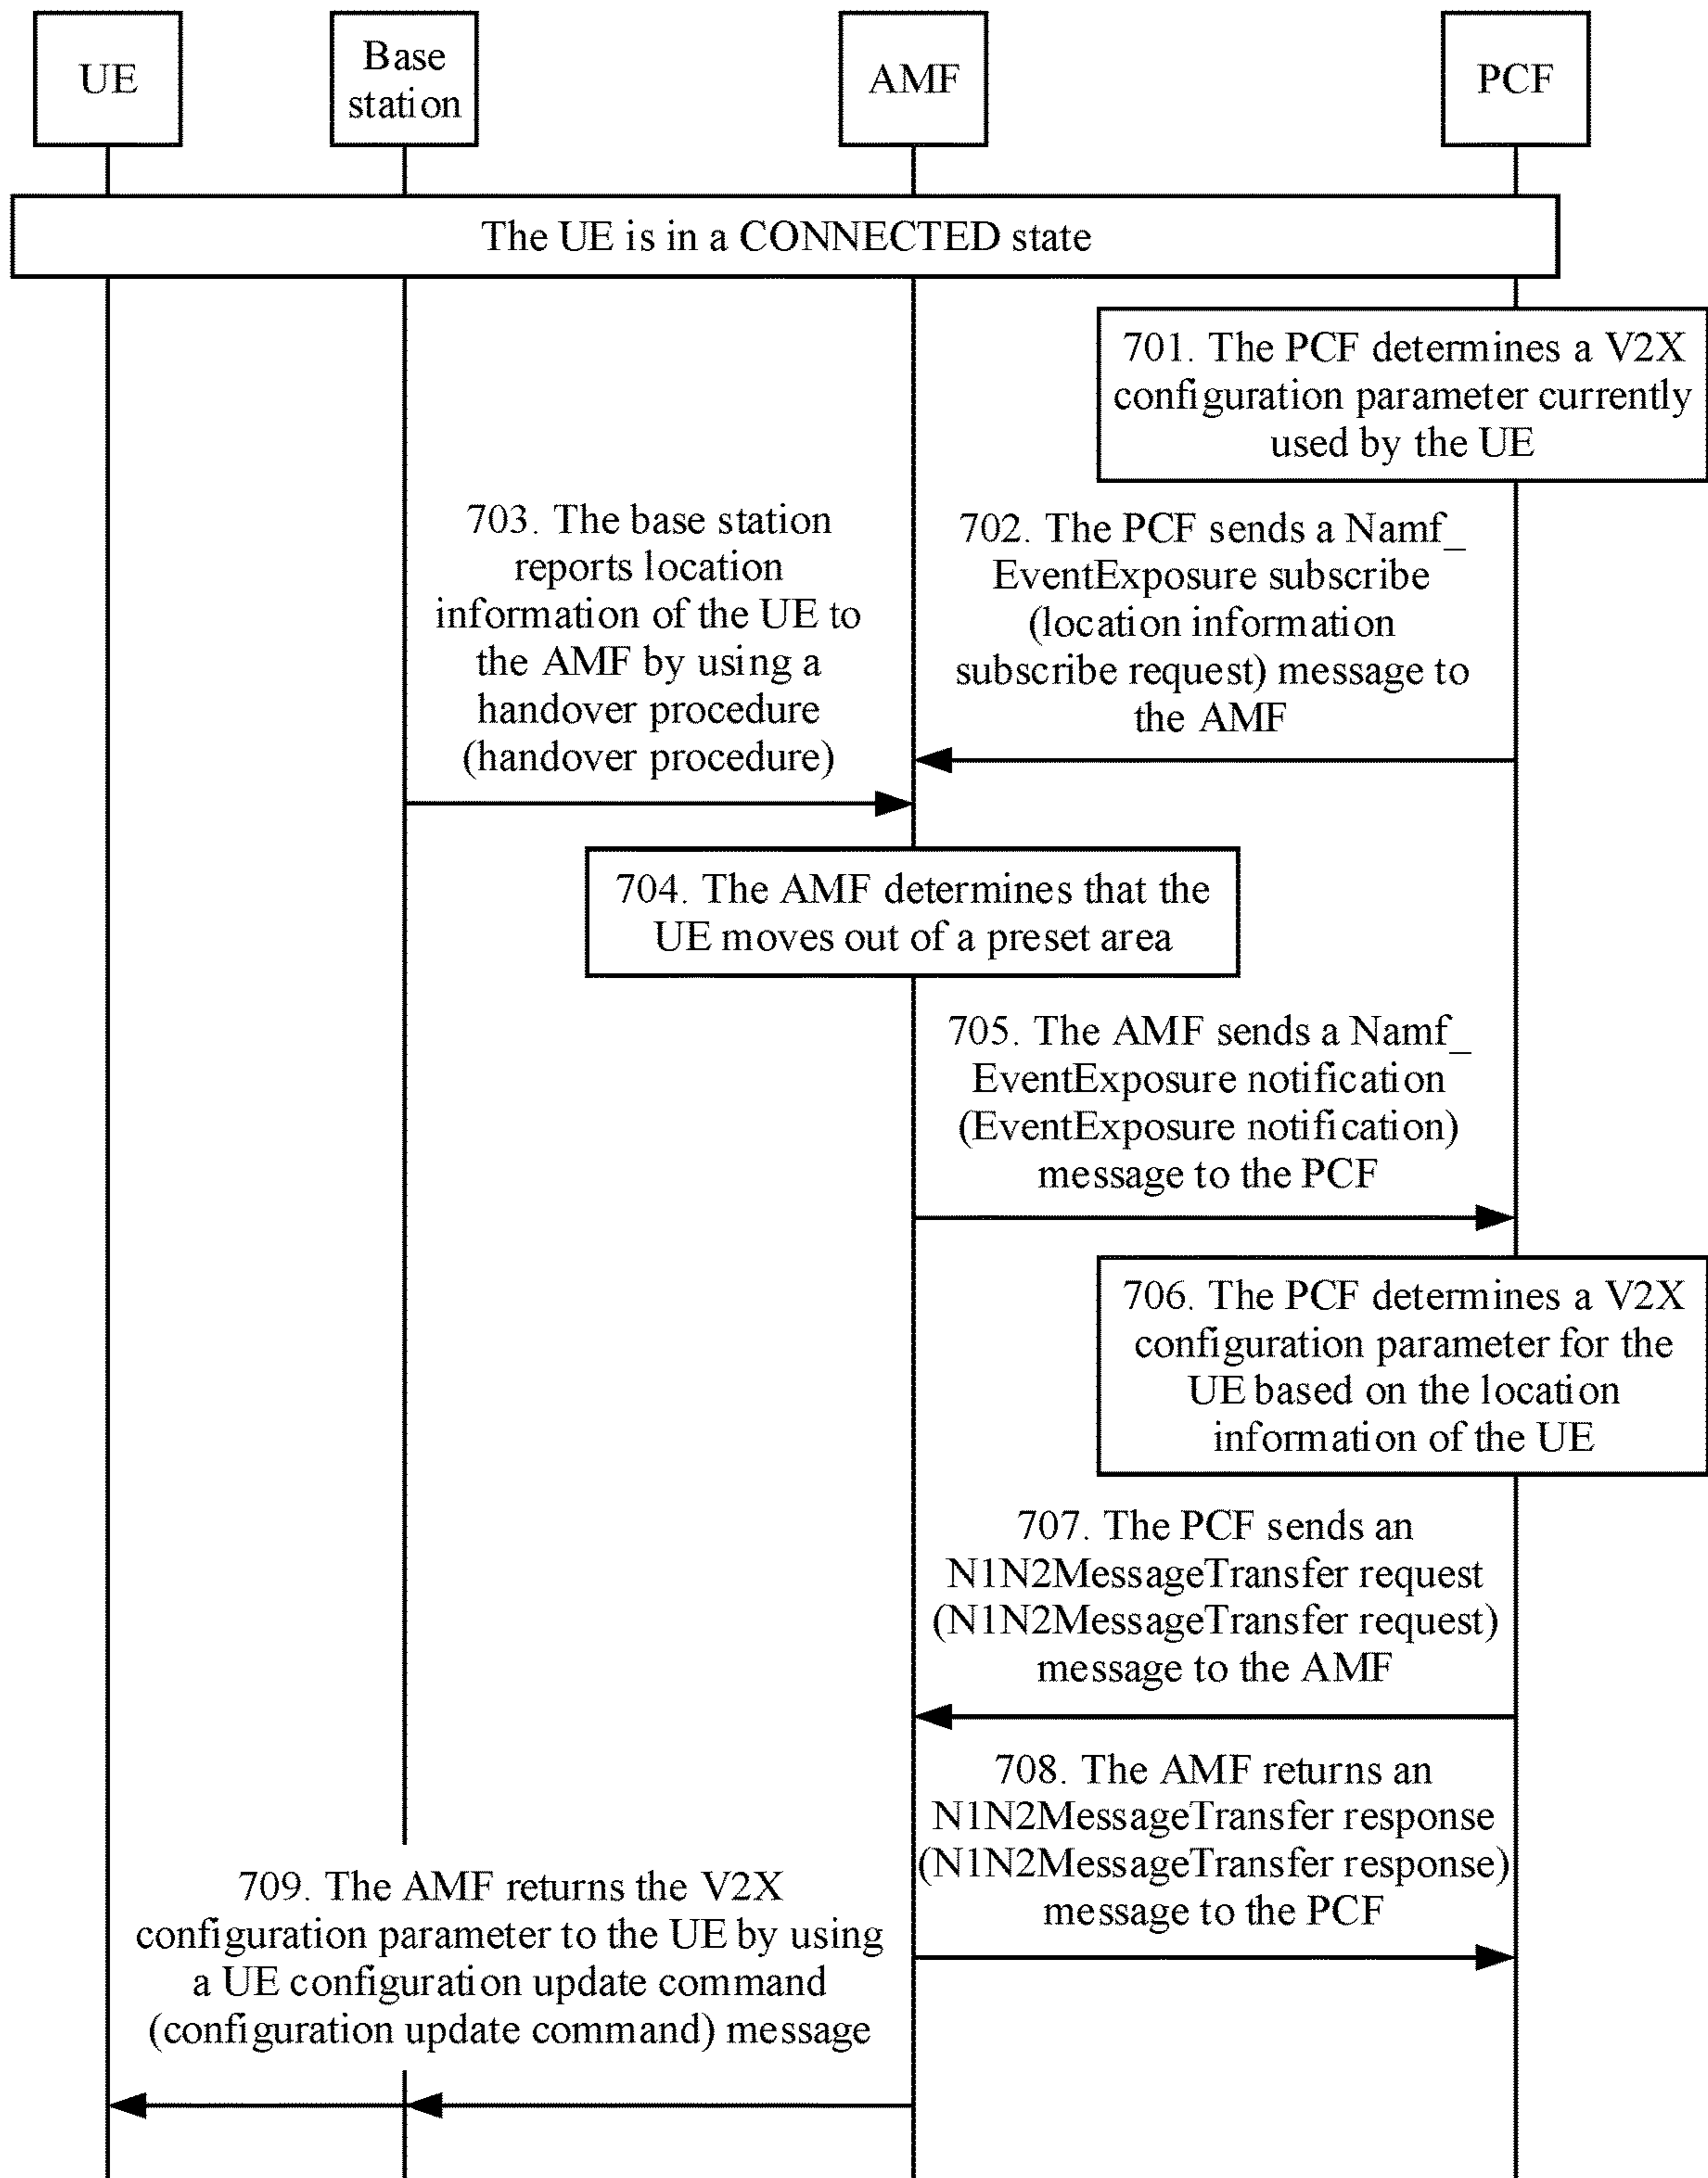 UE
Base
station
AMF
PCF
The UE is in a CONNECTED state
701. The PCF determines a V2X
configuration parameter currently
used by the UE
702. The PCF sends a Namf_
EventExposure subscribe
(location information
subscribe request) message to
the AMF
703. The base station
reports location
information of the UE to
the AMF by using a
handover procedure
(handover procedure)
704. The AMF determines that the
UE moves out of a preset area
705. The AMF sends a Namf_
EventExposure notification
(EventExposure notification)
message to the PCF
706. The PCF determines a V2X
configuration parameter for the
UE based on the location
information of the UE
707. The PCF sends an
N1N2MessageTransfer request
(N1N2MessageTransfer request)
message to the AMF
708. The AMF returns an
N1N2MessageTransfer response
(N1N2MessageTransfer response)
message to the PCF
709. The AMF returns the V2X
configuration parameter to the UE by using
a UE configuration update command
(configuration update command) message